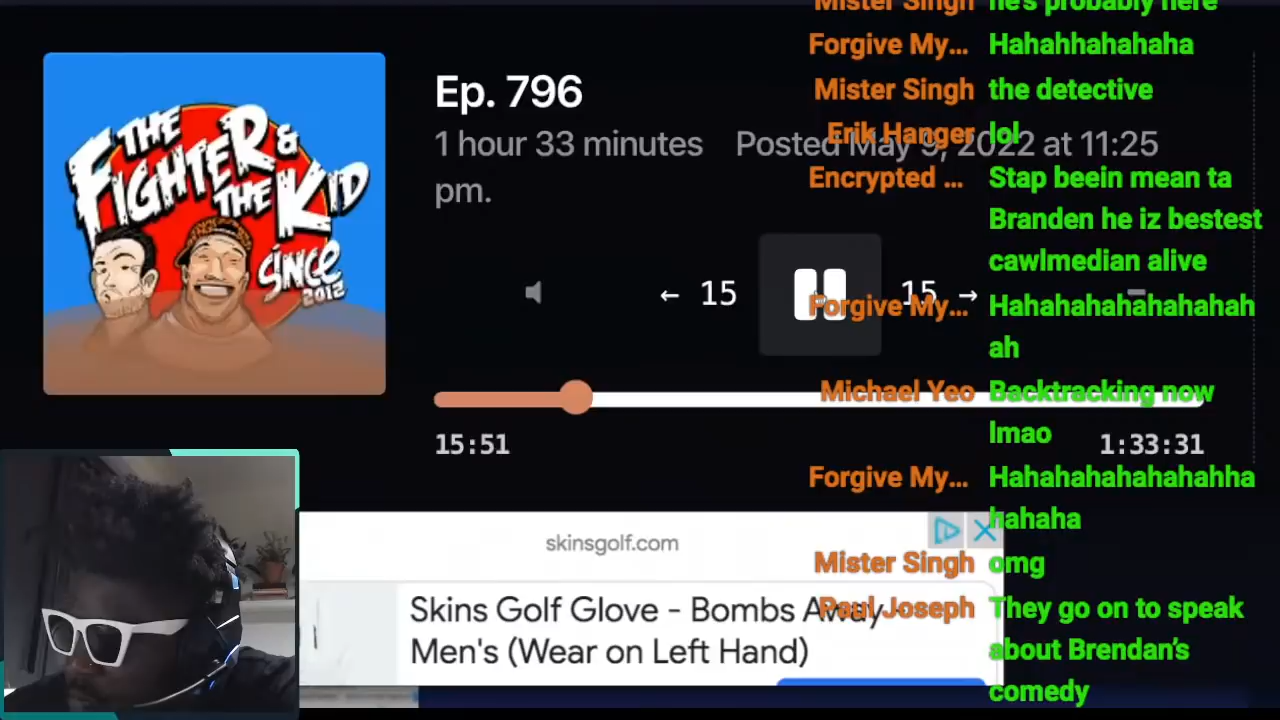 Mister Singh he's probably here
Forgive My... Hahahhahahaha
Mister Singh the detective
Erik Hanger lol
Encrypted ... Stap beein mean ta
Branden he iz bestest
cawlmedian alive
Forgive My... Hahahahahahahahah
ah
Michael Yeo Backtracking now
lmao
Forgive My... Hahahahahahahahha
hahaha
Mister Singh omg
Paul Joseph They go on to speak
about Brendan’s
comedy
THE
FIGHTER &
THE KID
SINCE
2012
Ep. 796
1 hour 33 minutes Posted May 9, 2022 at 11:25
pm.
← 15 15 →
15:51 1:33:31
skinsgolf.com
Skins Golf Glove - Bombs Away -
Men's (Wear on Left Hand)